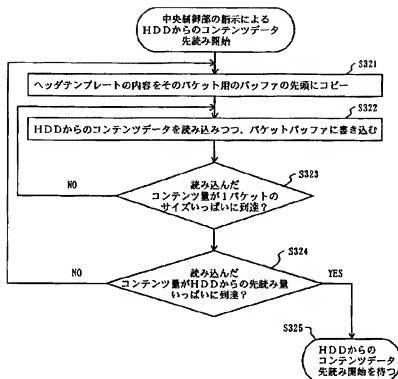 中央制御部の指示による
HDDからのコンテンツデータ
先読み開始
S321
ヘッダテンプレートの内容をそのパケット用のバッファの先頭にコピー
S322
HDDからのコンテンツデータを読み込みつつ、パケットバッファに書き込む
S323
NO
読み込んだ
コンテンツ量が1パケットの
サイズいっぱいに到達?
S324
NO
読み込んだ
コンテンツ量がHDDからの先読み量
いっぱいに到達?
YES
S325
HDDからの
コンテンツデータ
先読み開始を待つ